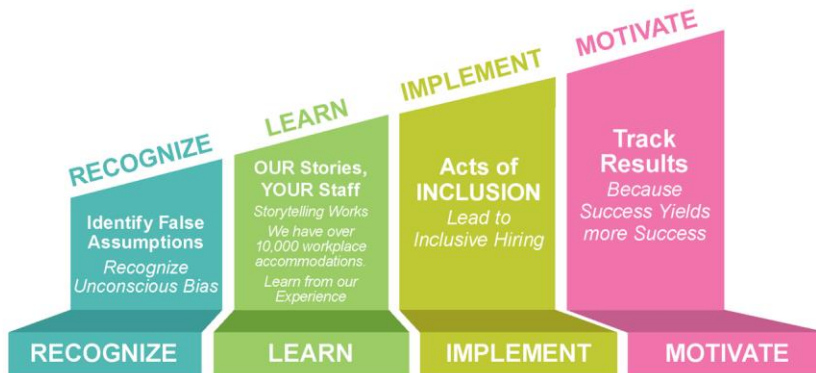 RECOGNIZE
Identify False
Assumptions
Recognize
Unconscious Bias
RECOGNIZE
LEARN
OUR Stories,
YOUR Staff
Storytelling Works
We have over
10,000 workplace
accommodations.
Learn from our
Experience
LEARN
IMPLEMENT
Acts of
INCLUSION
Lead to
Inclusive Hiring
IMPLEMENT
MOTIVATE
Track
Results
Because
Success Yields
more Success
MOTIVATE